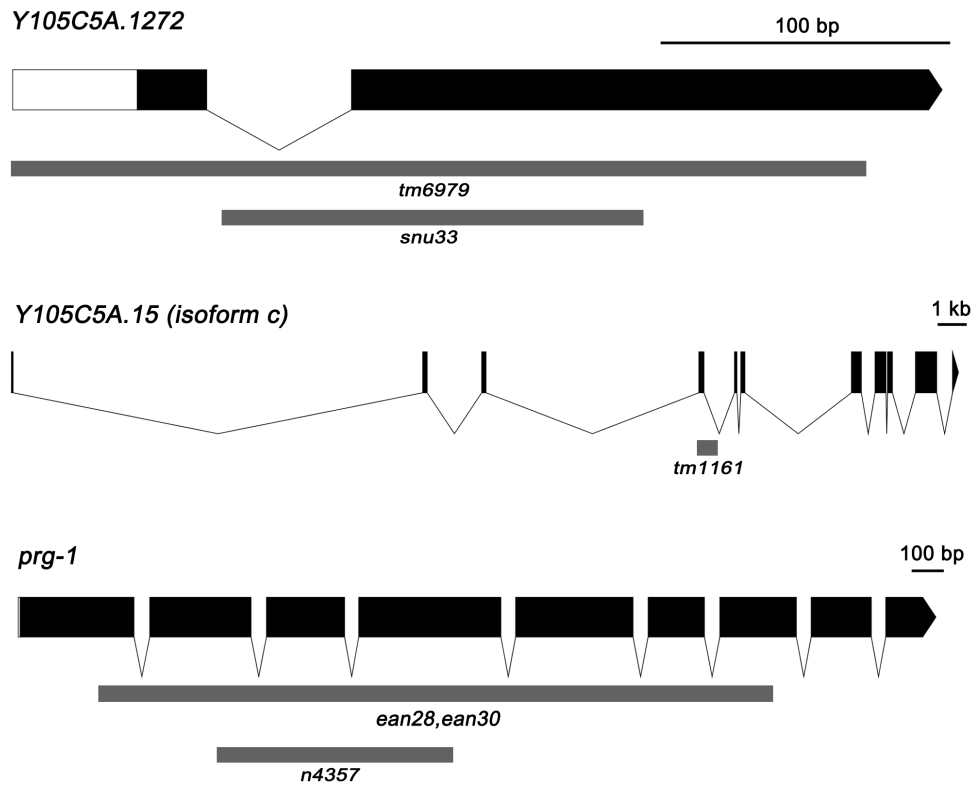 Y105C5A.1272
100 bp
tm6979
snu33
Y105C5A.15 (isoform c)
1 kb
tm1161
prg-1
100 bp
ean28,ean30
n4357